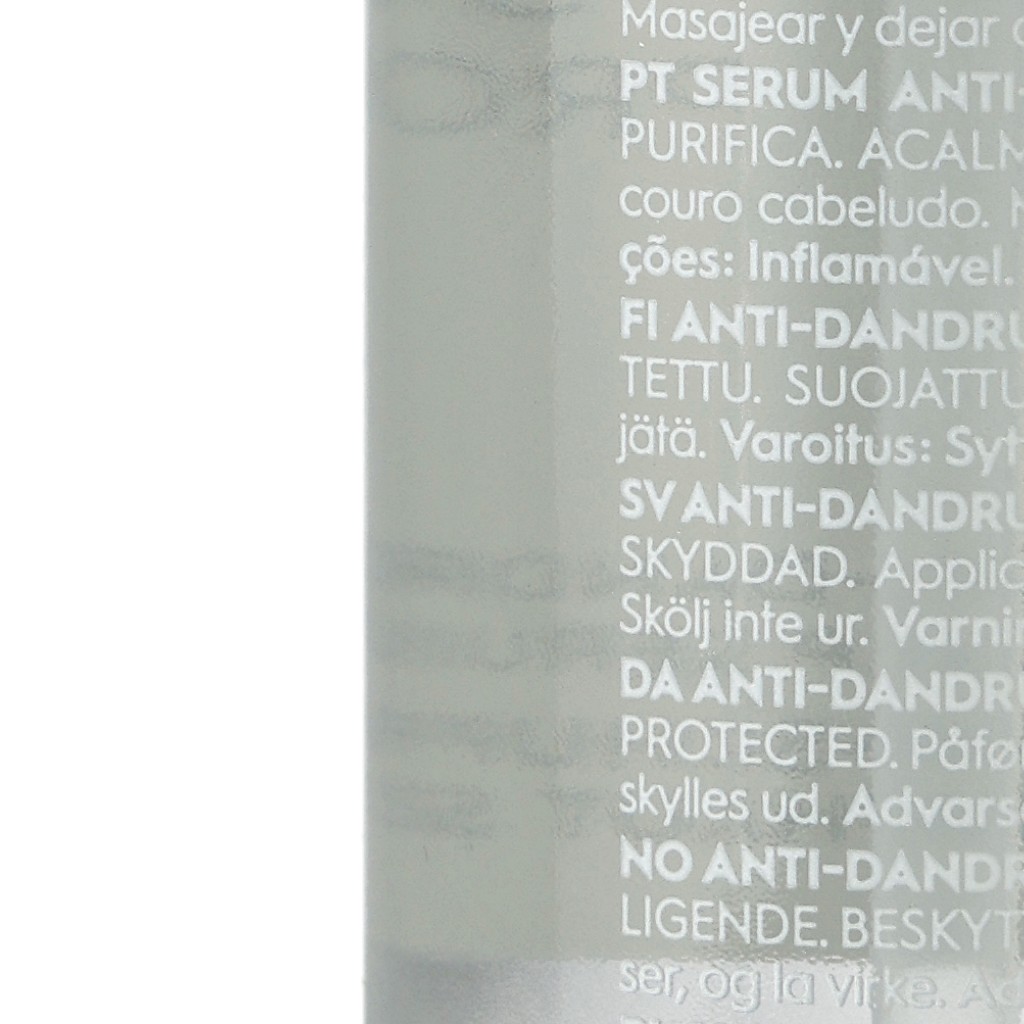 Masajear y dejar
PT SERUM ANTI-
PURIFICA. ACALM
couro cabeludo.
ções: Inflamável.
FI ANTI-DANDRU
TETTU. SUOJATTU
jätä. Varoitus: Syt
SV ANTI-DANDRU
SKYDDAD. Applic
Skölj inte ur. Varnin
DA ANTI-DANDR
PROTECTED. Påfø
skylles ud. Advars
NO ANTI-DANDR
LIGENDE. BESKYT
ser, og la virke. Ad